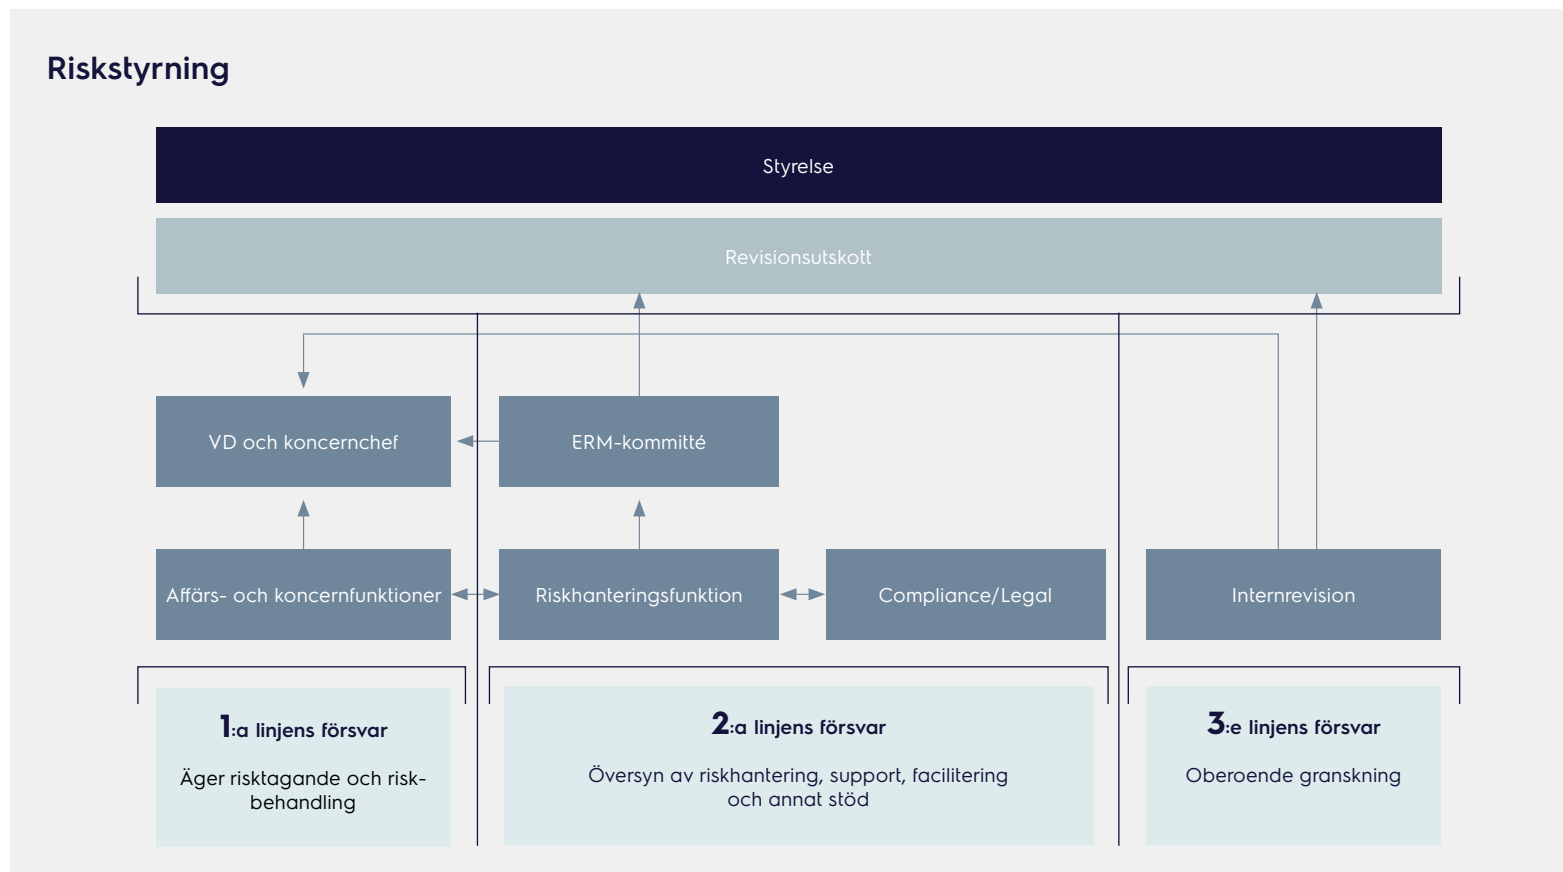 Riskstyrning
Styrelse
Revisionsutskott
VD och koncernchef
ERM-kommitté
Affärs- och koncernfunktioner
Riskhanteringsfunktion
Compliance/Legal
Internrevision
1:a linjens försvar
Äger risktagande och risk-
behandling
2:a linjens försvar
Översyn av riskhantering, support, facilitering
och annat stöd
3:e linjens försvar
Oberoende granskning